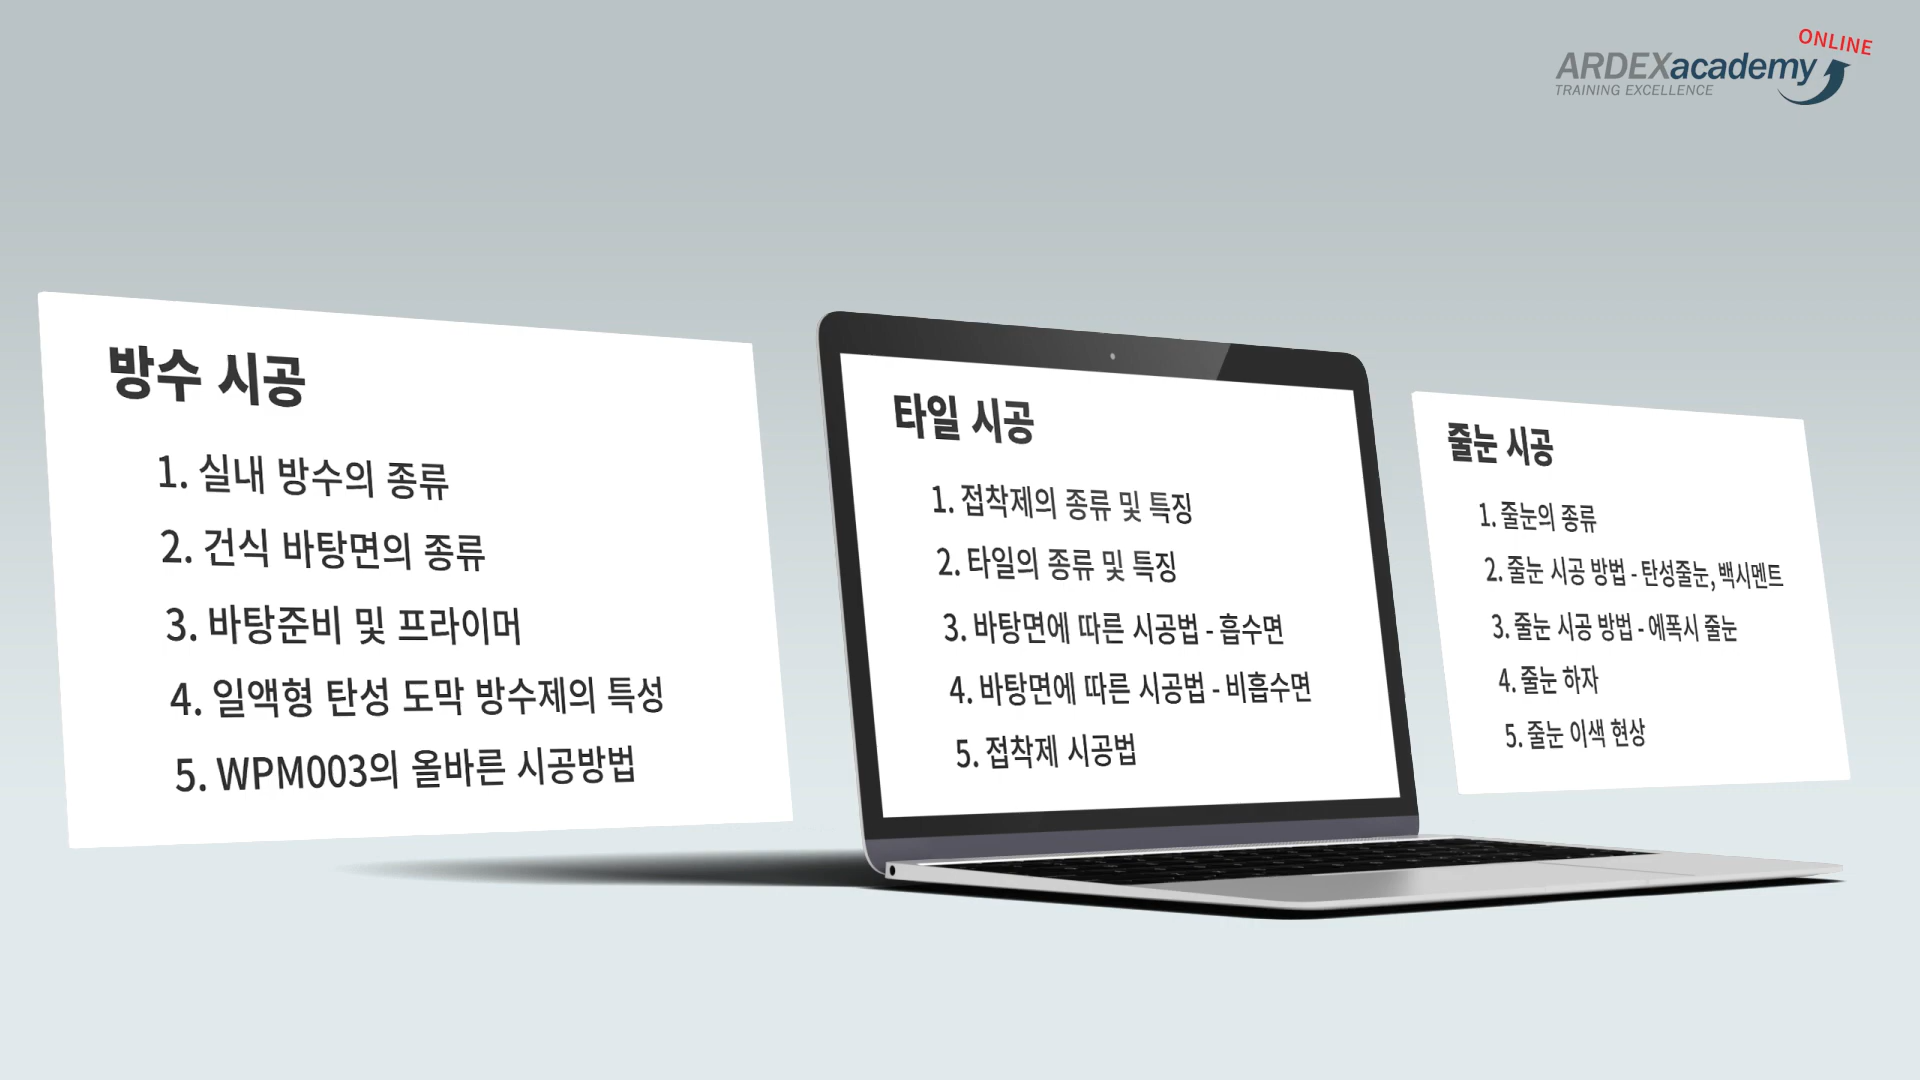 ONLINE
ARDEXacademy
TRAINING EXCELLENCE
방수 시공
1. 실내 방수의 종류
2. 건식 바탕면의 종류
3. 바탕준비 및 프라이머
4. 일액형 탄성 도막 방수제의 특성
5. WPM003의 올바른 시공방법
타일 시공
1. 접착제의 종류 및 특징
2. 타일의 종류 및 특징
3. 바탕면에 따른 시공법 - 흡수면
4. 바탕면에 따른 시공법 - 비흡수면
5. 접착제 시공법
줄눈 시공
1. 줄눈의 종류
2. 줄눈 시공 방법 - 탄성줄눈, 백시멘트
3. 줄눈 시공 방법 - 에폭시 줄눈
4. 줄눈 하자
5. 줄눈 이색 현상